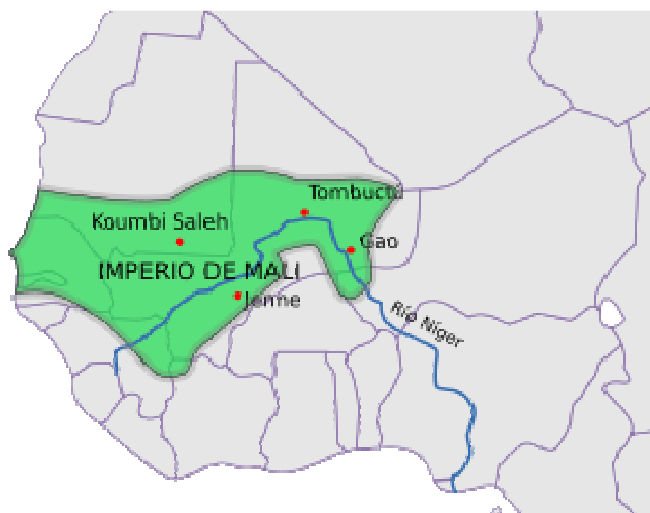 Tombuctú
Koumbi Saleh
Gao
IMPERIO DE MALI
Jenne
Río Níger